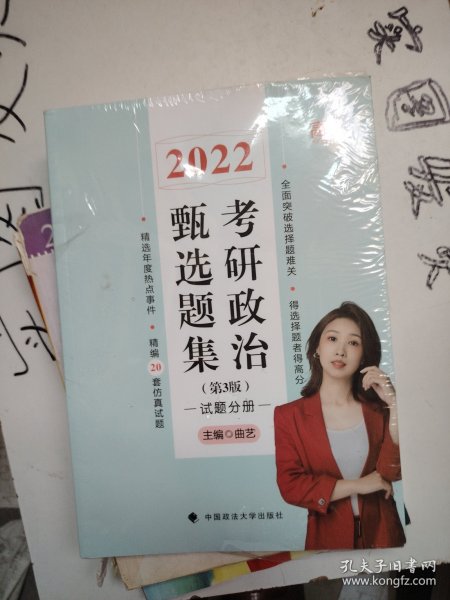 2022
考研政治
甄选题集
（第3版）
试题分册
主编◎曲艺
全面突破选择题难关
得选择题者得高分
精选年度热点事件
精编20套仿真试题
中国政法大学出版社
孔夫子旧书网
www.kongfz.com